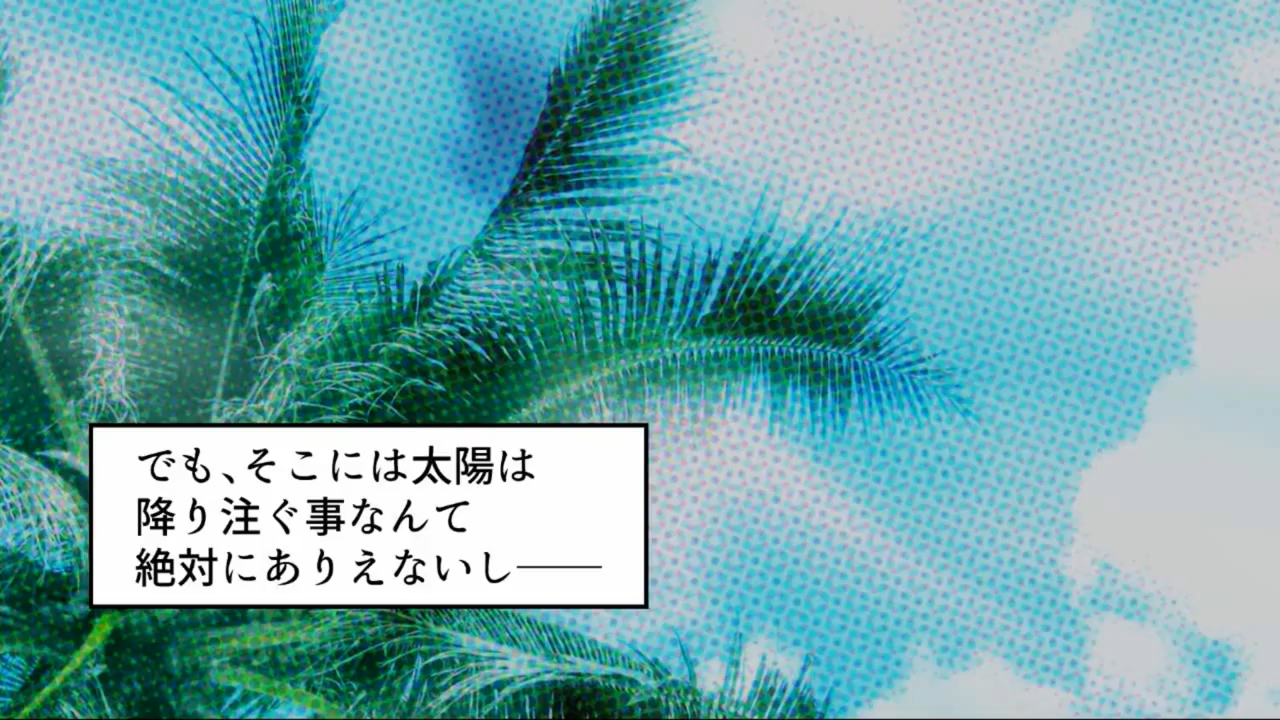 でも、そこには太陽は
降り注ぐ事なんて
絶対にありえないし――